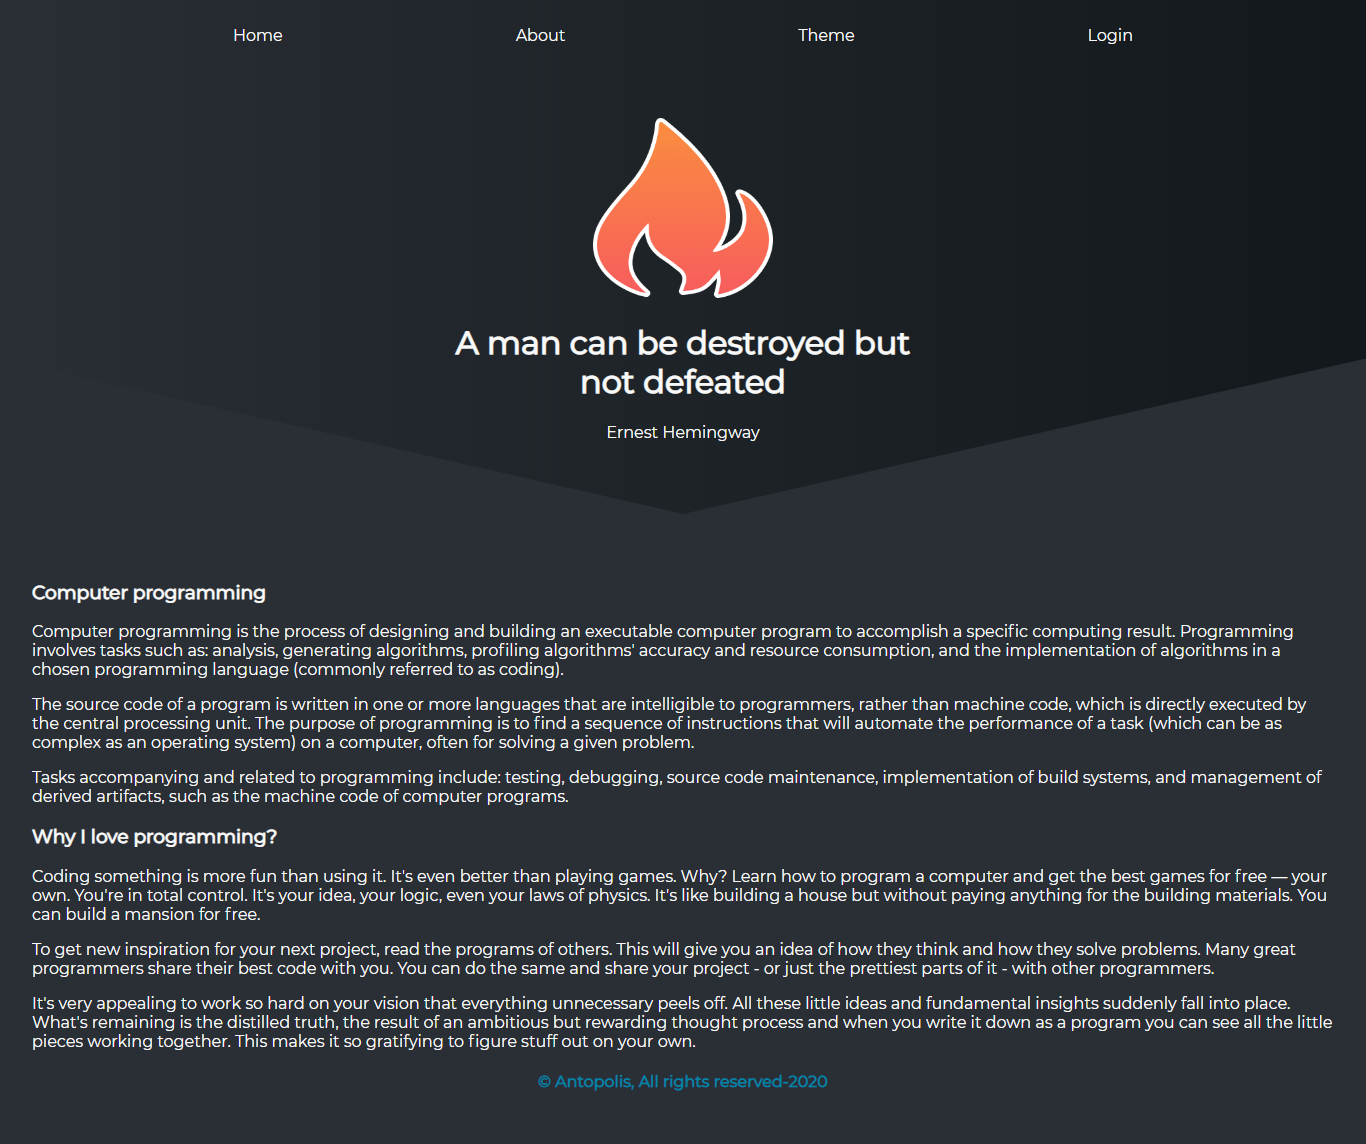 Home About Theme Login
A man can be destroyed but
not defeated
Ernest Hemingway
Computer programming
Computer programming is the process of designing and building an executable computer program to accomplish a specific computing result. Programming
involves tasks such as: analysis, generating algorithms, profiling algorithms' accuracy and resource consumption, and the implementation of algorithms in a
chosen programming language (commonly referred to as coding).
The source code of a program is written in one or more languages that are intelligible to programmers, rather than machine code, which is directly executed by
the central processing unit. The purpose of programming is to find a sequence of instructions that will automate the performance of a task (which can be as
complex as an operating system) on a computer, often for solving a given problem.
Tasks accompanying and related to programming include: testing, debugging, source code maintenance, implementation of build systems, and management of
derived artifacts, such as the machine code of computer programs.
Why I love programming?
Coding something is more fun than using it. It's even better than playing games. Why? Learn how to program a computer and get the best games for free — your
own. You're in total control. It's your idea, your logic, even your laws of physics. It's like building a house but without paying anything for the building materials. You
can build a mansion for free.
To get new inspiration for your next project, read the programs of others. This will give you an idea of how they think and how they solve problems. Many great
programmers share their best code with you. You can do the same and share your project - or just the prettiest parts of it - with other programmers.
It's very appealing to work so hard on your vision that everything unnecessary peels off. All these little ideas and fundamental insights suddenly fall into place.
What's remaining is the distilled truth, the result of an ambitious but rewarding thought process and when you write it down as a program you can see all the little
pieces working together. This makes it so gratifying to figure stuff out on your own.
© Antopolis, All rights reserved-2020